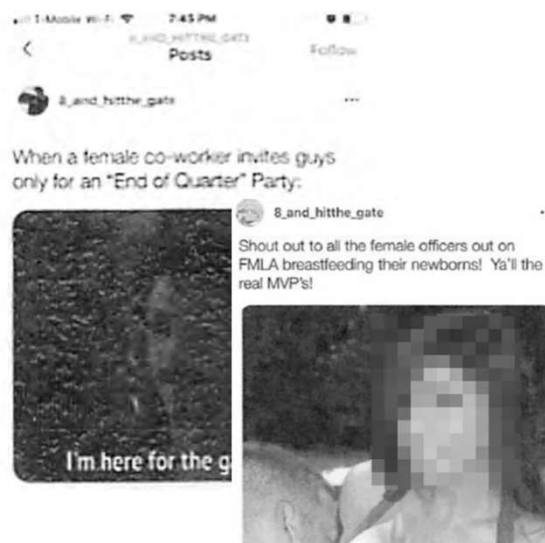 T-Mobile Wi-Fi 7:45 PM
8_AND_HITTHE_GATE
Posts
Follow
8_and_hitthe_gate
When a female co-worker invites guys
only for an "End of Quarter" Party:
I'm here for the g
8_and_hitthe_gate
Shout out to all the female officers out on
FMLA breastfeeding their newborns! Ya'll the
real MVP's!